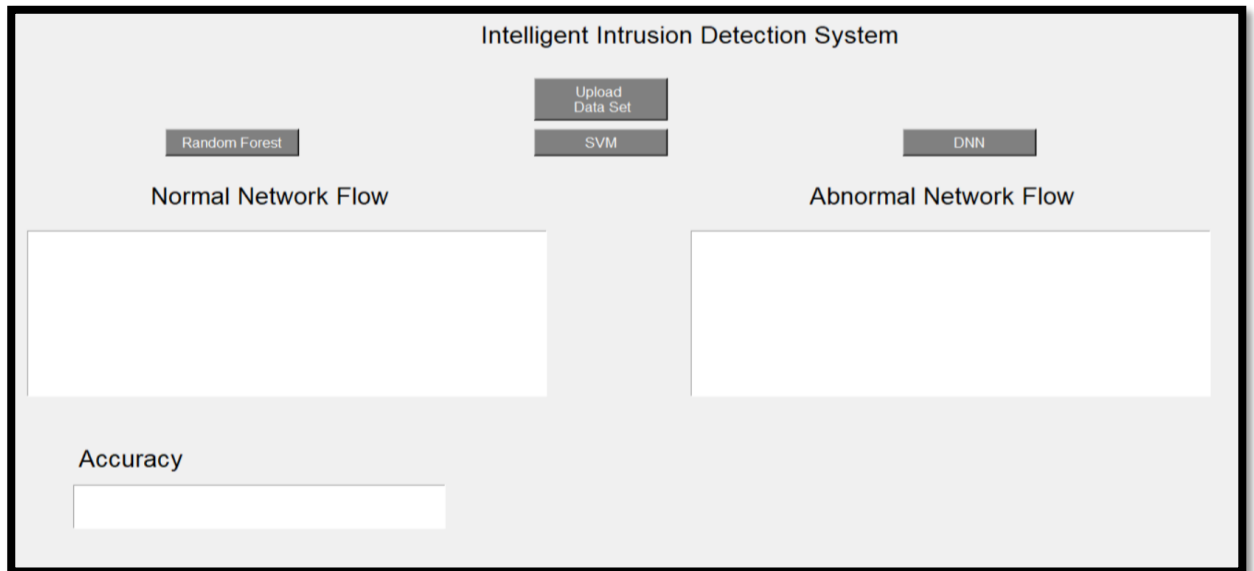 Intelligent Intrusion Detection System
Upload
Data Set
Random Forest
SVM
DNN
Normal Network Flow
Abnormal Network Flow
Accuracy